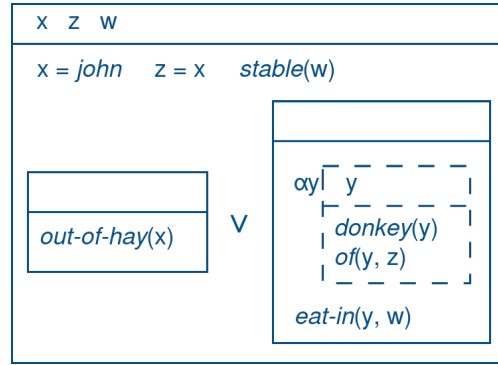 x z w
x = john z = x stable(w)
out-of-hay(x)
∨
αy y
donkey(y)
of(y, z)
eat-in(y, w)